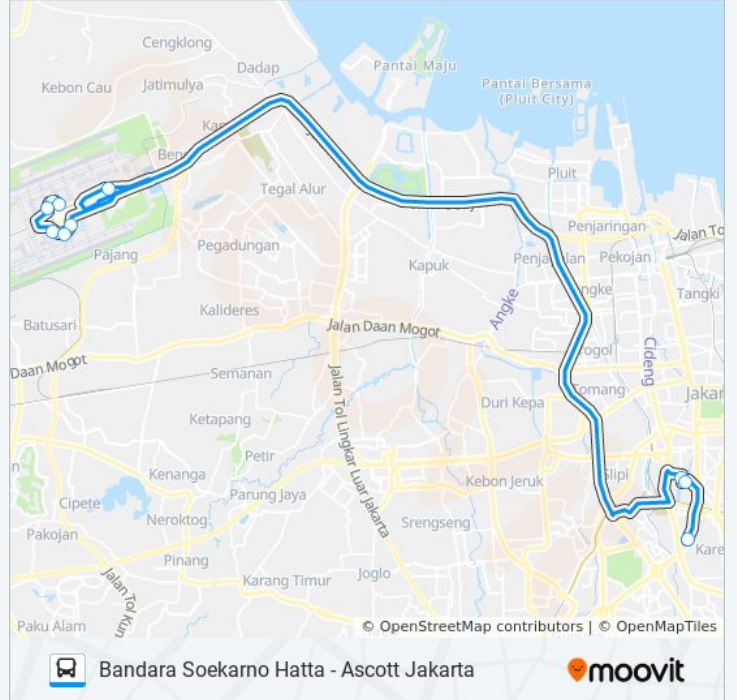 Cengklong
Dadap
Pantai Maju
Kebon Cau
Jatimulya
Pantai Bersama
(Pluit City)
Tegal Alur
Pluit
Pegadungan
Penjaringan
Jalan To
Pajang
Kapuk
Pekojan
Tangki
Kalideres
Angke
Batusari
Jalan Daan Mogot
Cideng
Daan Mogot
Semanan
Duri Kepa
Ketapang
Jalan Tol Lingkar Luar Jakarta
Petir
Kenanga
Kebon Jeruk
Slipi
Cipete
Parung Jaya
Neroktog
Srengseng
Pakojan
Pinang
Karang Timur
Joglo
Jalan Tol Kun
Paku Alam
© OpenStreetMap contributors | © OpenMapTiles
Bandara Soekarno Hatta - Ascott Jakarta
moovit